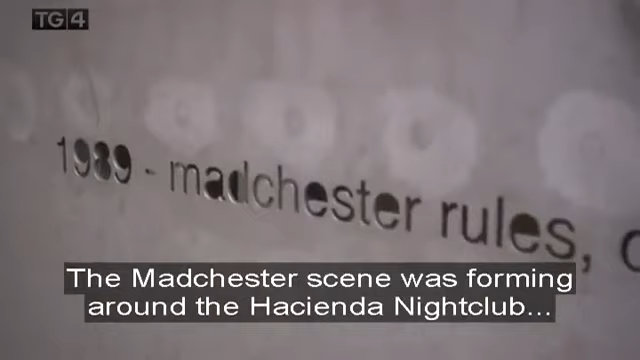 TG4
1989 - madchester rules,
The Madchester scene was forming
around the Hacienda Nightclub...